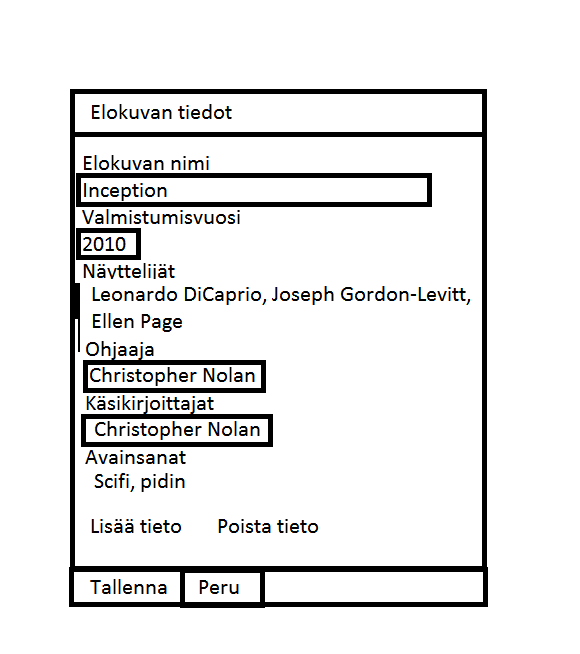 Elokuvan tiedot
Elokuvan nimi
Inception
Valmistumisvuosi
2010
Näyttelijät
Leonardo DiCaprio, Joseph Gordon-Levitt,
Ellen Page
Ohjaaja
Christopher Nolan
Käsikirjoittajat
Christopher Nolan
Avainsanat
Scifi, pidin
Lisää tieto Poista tieto
Tallenna Peru